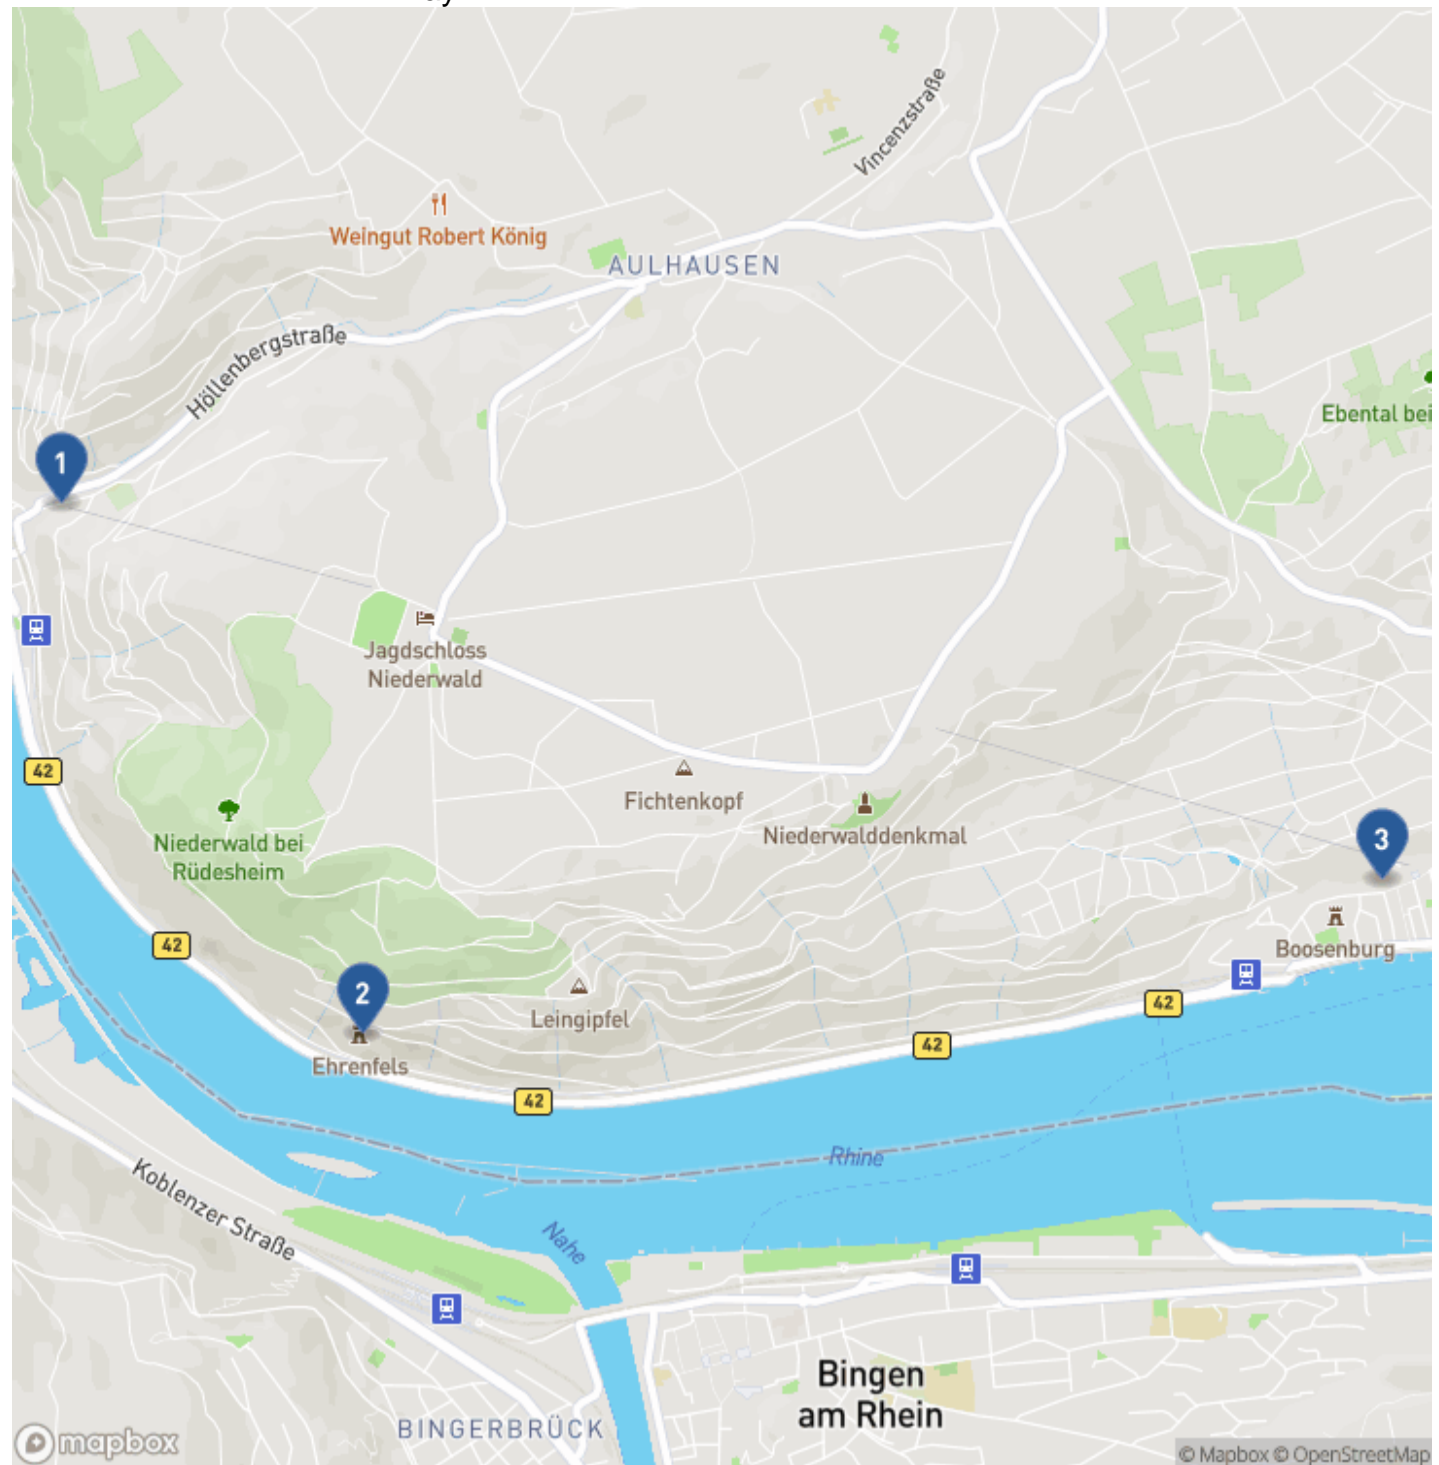 Vincenzstraße
Weingut Robert König
AULHAUSEN
Höllenbergstraße
Ebental bei
1
Jagdschloss
Niederwald
42
Fichtenkopf
Niederwalddenkmal
Niederwald bei
Rüdesheim
3
42
Boosenburg
2
Leingipfel
42
Ehrenfels
42
42
Rhine
Koblenzer Straße
Nahe
Bingen
am Rhein
BINGERBRÜCK
mapbox
© Mapbox © OpenStreetMap